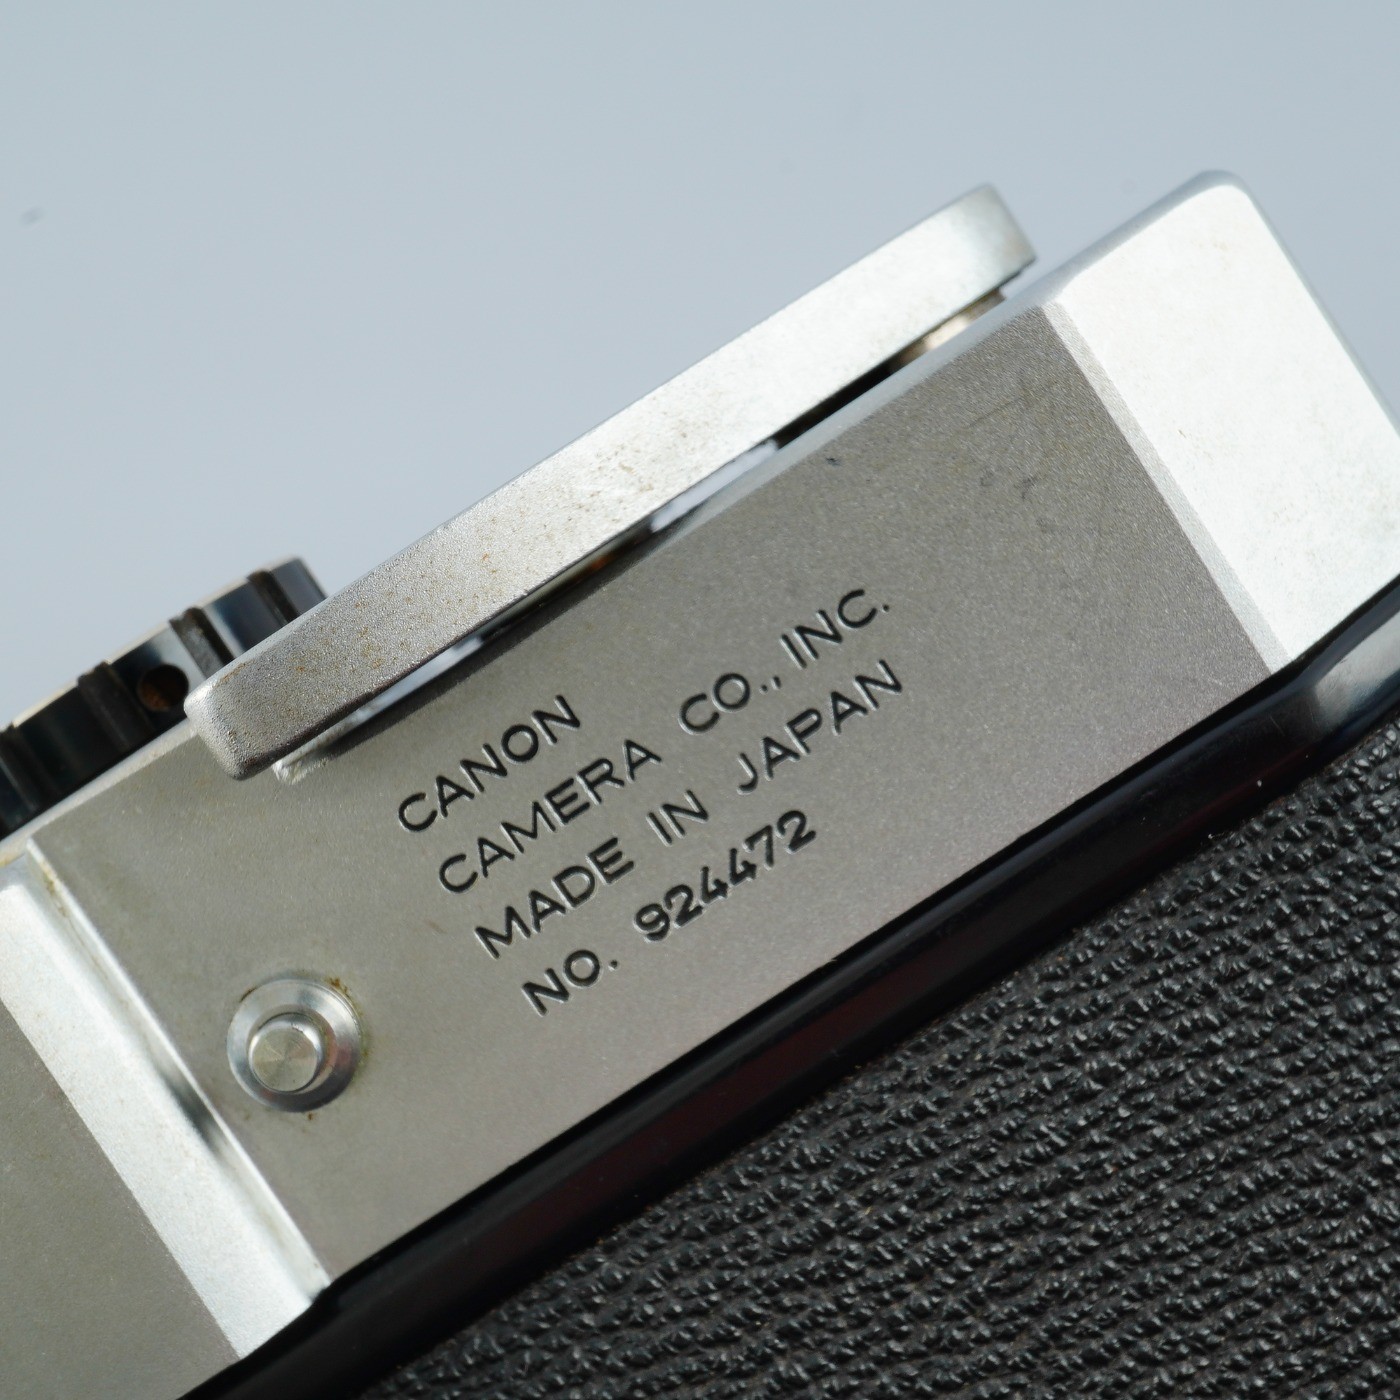 CANON
CAMERA CO., INC.
MADE IN JAPAN
NO. 924472